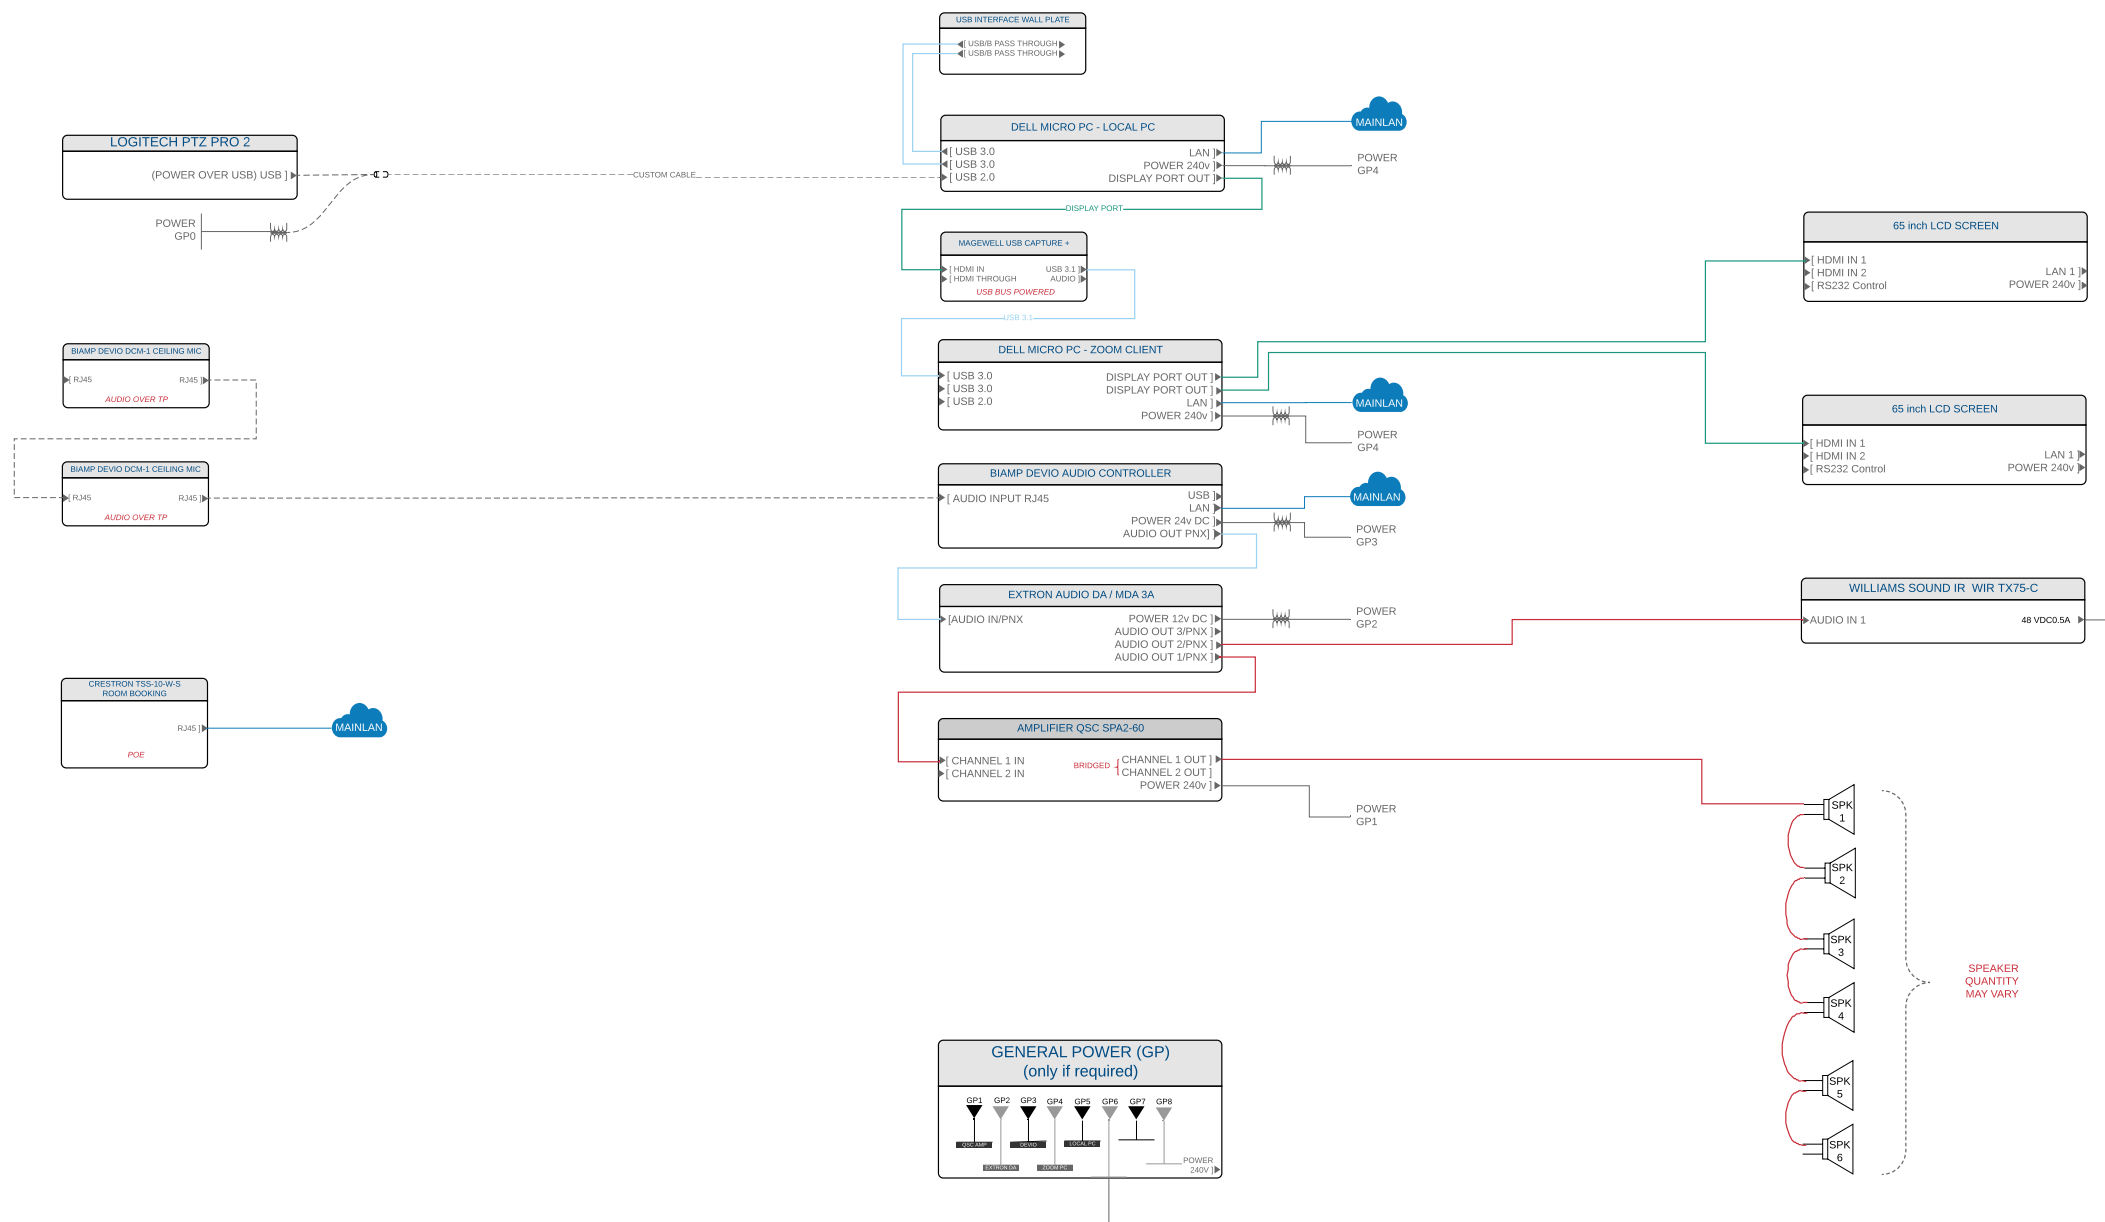 USB INTERFACE WALL PLATE
[ USB/B PASS THROUGH
[ USB/B PASS THROUGH
LOGITECH PTZ PRO 2
(POWER OVER USB) USB ]
POWER
GP0
CUSTOM CABLE
DELL MICRO PC - LOCAL PC
[ USB 3.0
[ USB 3.0
[ USB 2.0
LAN ]
POWER 240v ]
DISPLAY PORT OUT ]
MAINLAN
POWER
GP4
DISPLAY PORT
MAGEWELL USB CAPTURE +
[ HDMI IN
[ HDMI THROUGH
USB 3.1 ]
AUDIO ]
USB BUS POWERED
USB 3.1
65 inch LCD SCREEN
[ HDMI IN 1
[ HDMI IN 2
[ RS232 Control
LAN 1 ]
POWER 240v ]
BIAMP DEVIO DCM-1 CEILING MIC
[ RJ45
RJ45 ]
AUDIO OVER TP
DELL MICRO PC - ZOOM CLIENT
[ USB 3.0
[ USB 3.0
[ USB 2.0
DISPLAY PORT OUT ]
DISPLAY PORT OUT ]
LAN ]
POWER 240v ]
MAINLAN
POWER
GP4
65 inch LCD SCREEN
[ HDMI IN 1
[ HDMI IN 2
[ RS232 Control
LAN 1 ]
POWER 240v ]
BIAMP DEVIO DCM-1 CEILING MIC
[ RJ45
RJ45 ]
AUDIO OVER TP
BIAMP DEVIO AUDIO CONTROLLER
[ AUDIO INPUT RJ45
USB ]
LAN ]
POWER 24v DC ]
AUDIO OUT PNX] ]
MAINLAN
POWER
GP3
EXTRON AUDIO DA / MDA 3A
[AUDIO IN/PNX
POWER 12v DC ]
AUDIO OUT 3/PNX ]
AUDIO OUT 2/PNX ]
AUDIO OUT 1/PNX ]
POWER
GP2
WILLIAMS SOUND IR WIR TX75-C
AUDIO IN 1
48 VDC0.5A
CRESTRON TSS-10-W-S
ROOM BOOKING
RJ45 ]
POE
MAINLAN
AMPLIFIER QSC SPA2-60
[ CHANNEL 1 IN
[ CHANNEL 2 IN
BRIDGED
CHANNEL 1 OUT ]
CHANNEL 2 OUT ]
POWER 240v ]
POWER
GP1
SPK
1
SPK
2
SPK
3
SPK
4
SPK
5
SPK
6
SPEAKER
QUANTITY
MAY VARY
GENERAL POWER (GP)
(only if required)
GP1 GP2 GP3 GP4 GP5 GP6 GP7 GP8
QSC AMP DEVIO LOCAL PC
EXTRON DA ZOOM PC
POWER
240V ]